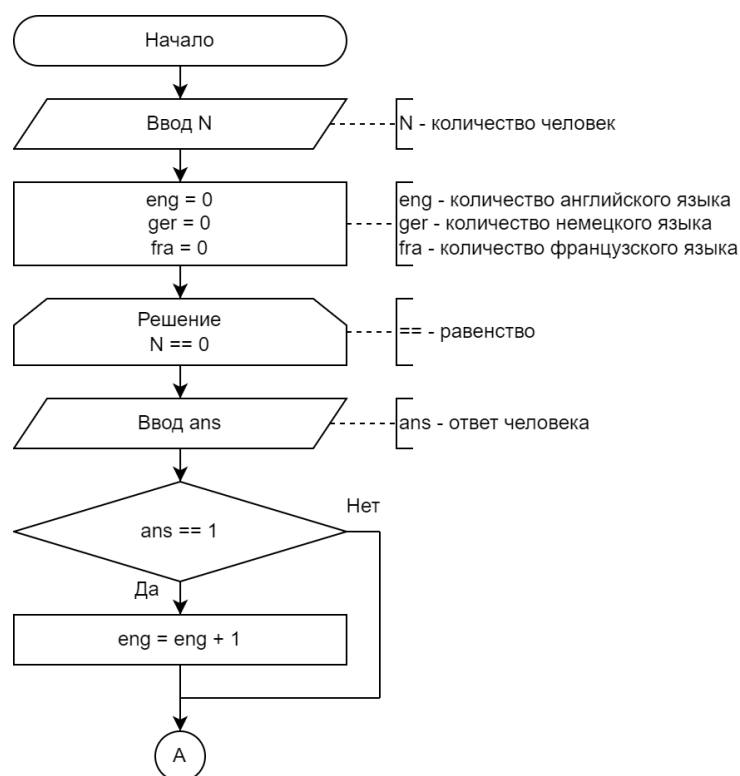 Начало
Ввод N
N - количество человек
eng = 0
ger = 0
fra = 0
eng - количество английского языка
ger - количество немецкого языка
fra - количество французского языка
Решение
N == 0
== - равенство
Ввод ans
ans - ответ человека
ans == 1
Нет
Да
eng = eng + 1
A